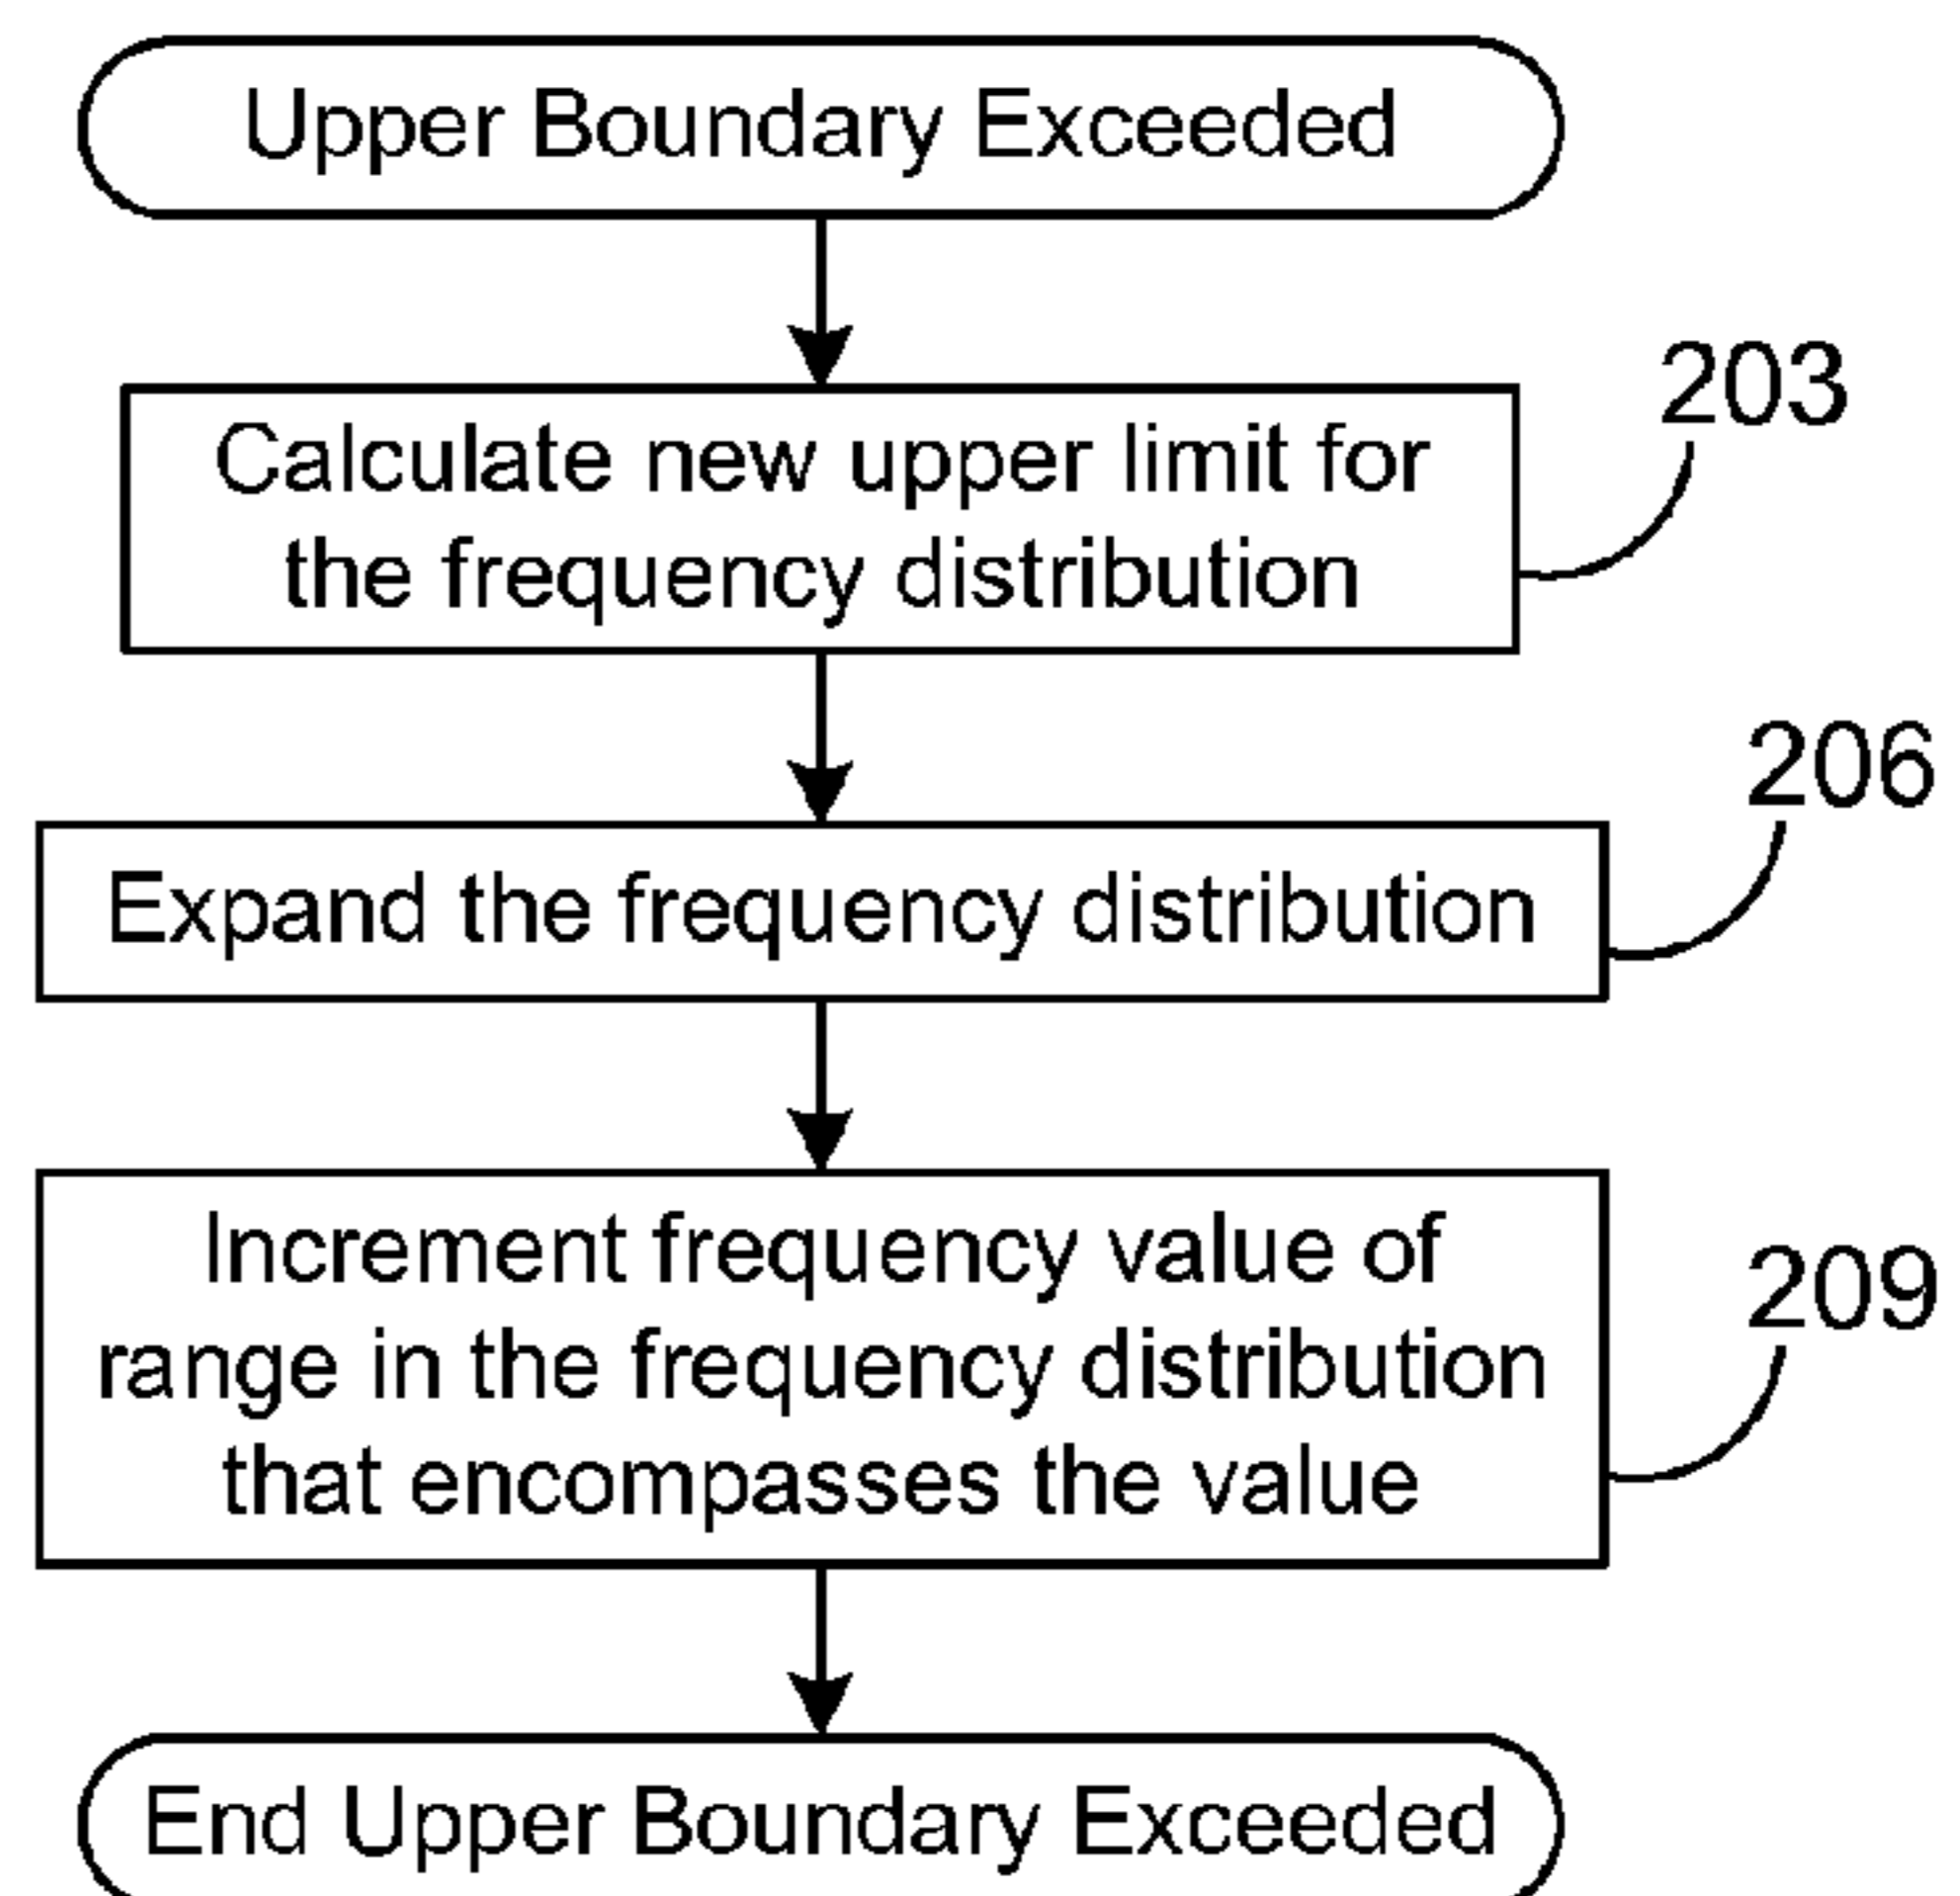 Upper Boundary Exceeded
203
Calculate new upper limit for
the frequency distribution
206
Expand the frequency distribution
Increment frequency value of
209
range in the frequency distribution
that encompasses the value
End Upper Boundary Exceeded